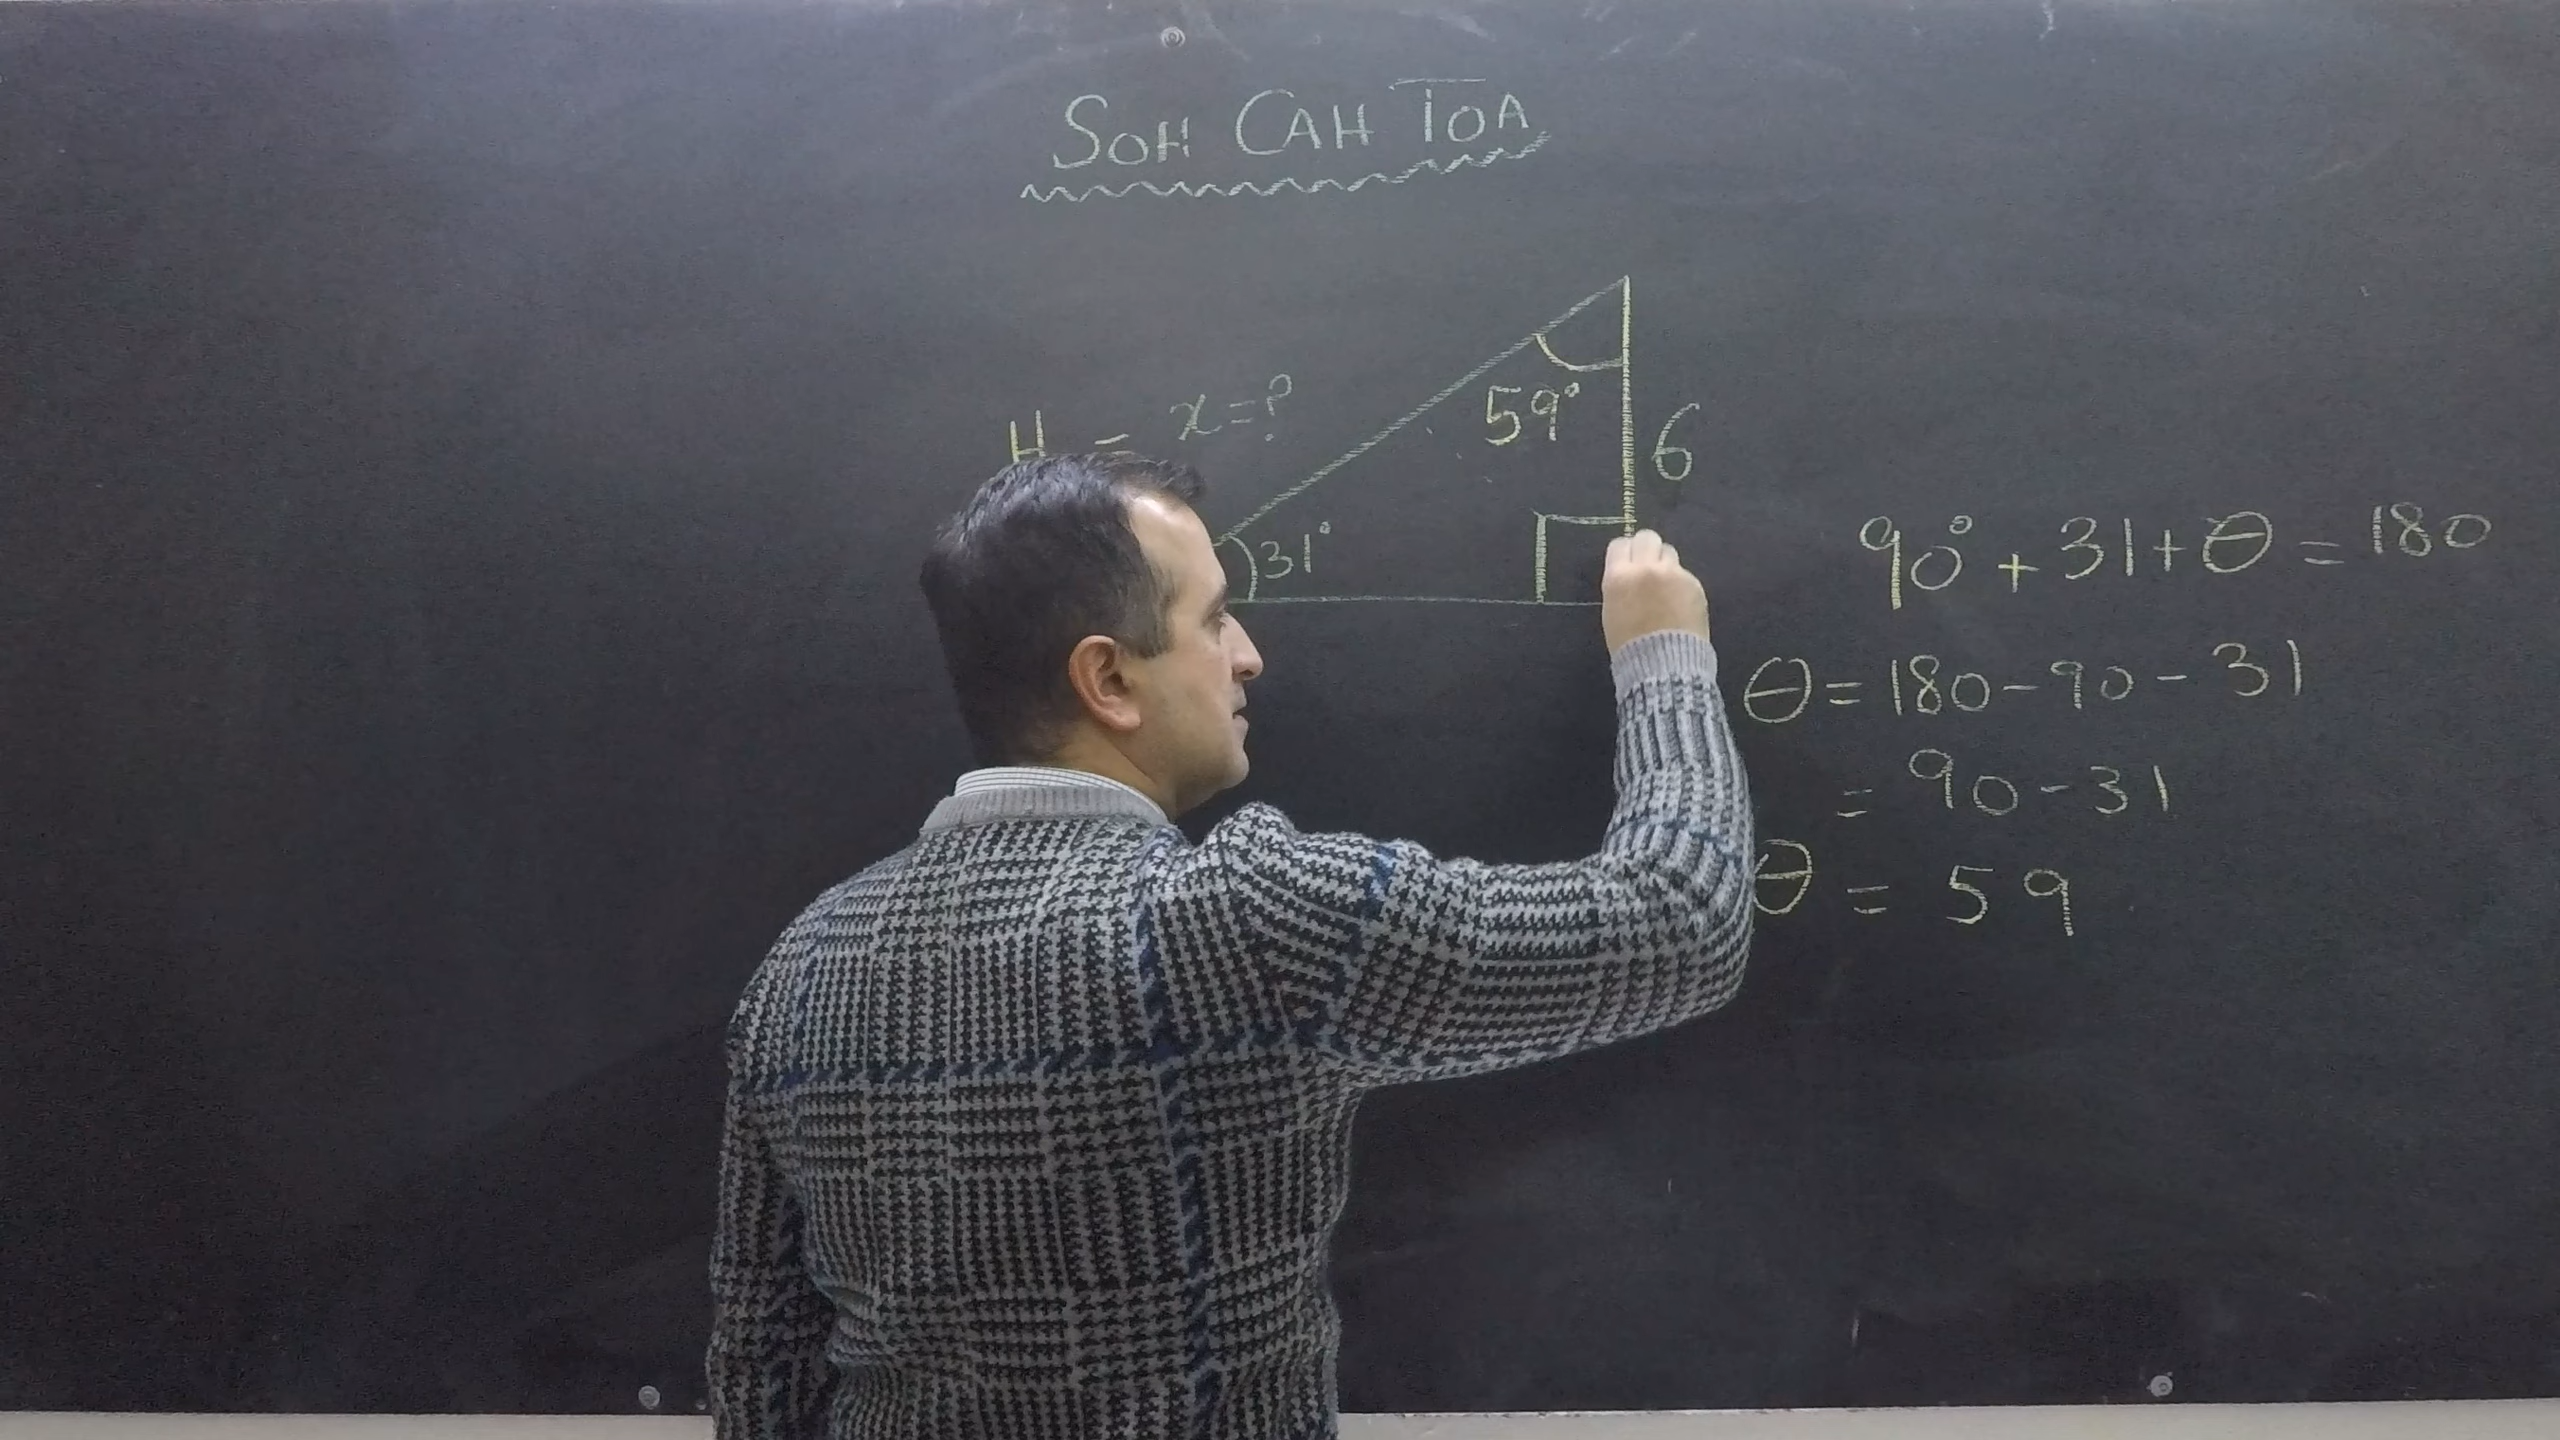 SOH CAH TOA
H - x=?
59°
6
31°
90° + 31 + θ = 180
θ = 180 - 90 - 31
= 90 - 31
θ = 59